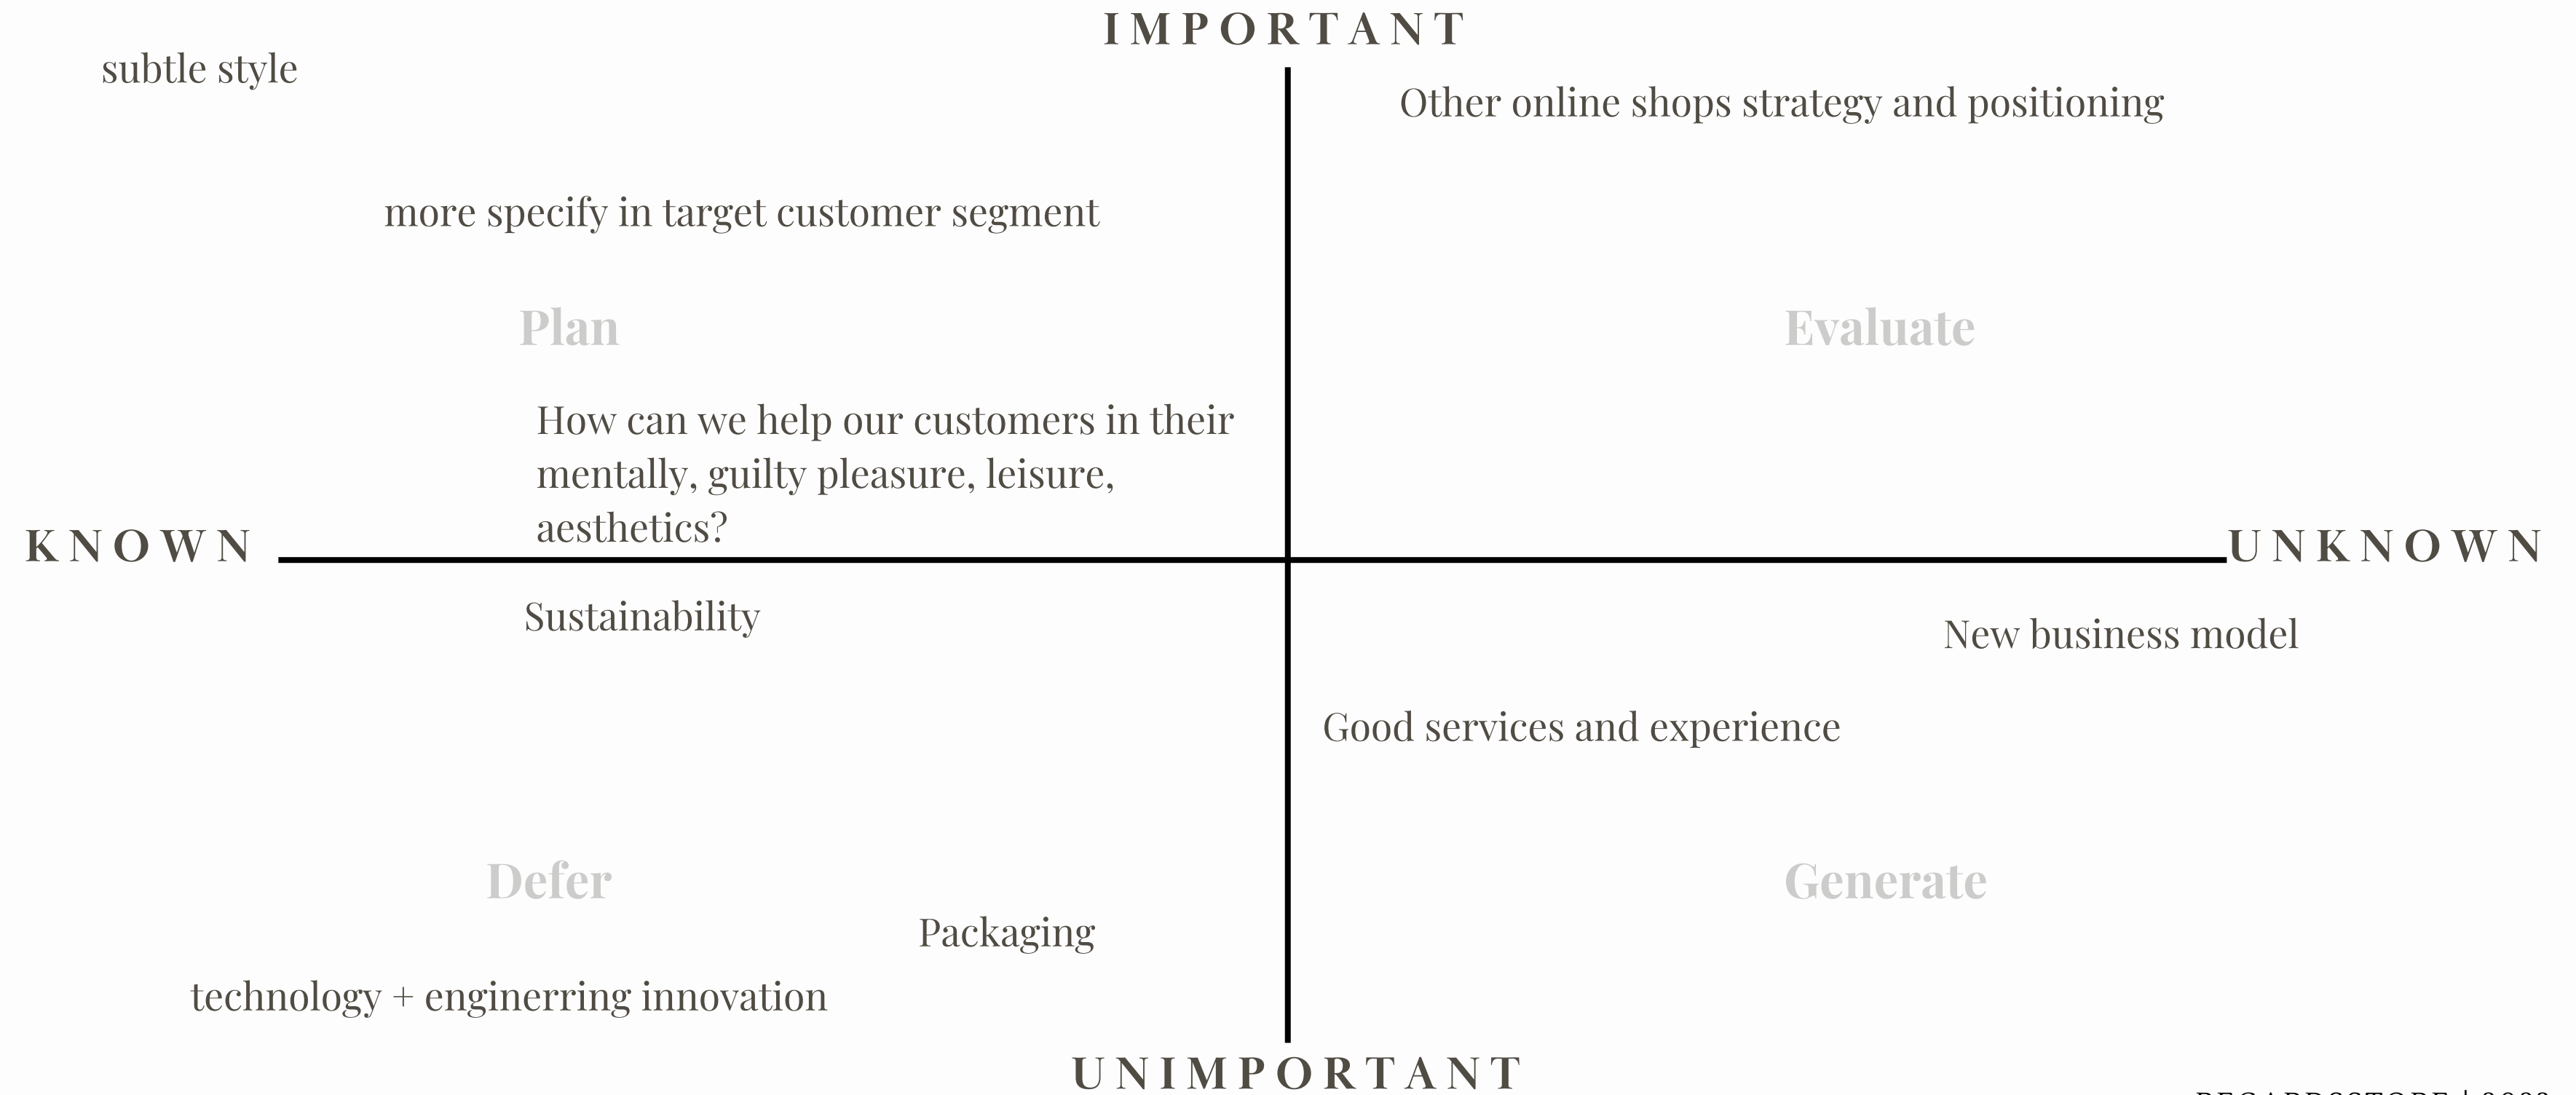 IMPORTANT
subtle style
Other online shops strategy and positioning
more specify in target customer segment
Plan
Evaluate
How can we help our customers in their
mentally, guilty pleasure, leisure,
aesthetics?
KNOWN
UNKNOWN
Sustainability
New business model
Good services and experience
Defer
Generate
Packaging
technology + enginerring innovation
UNIMPORTANT